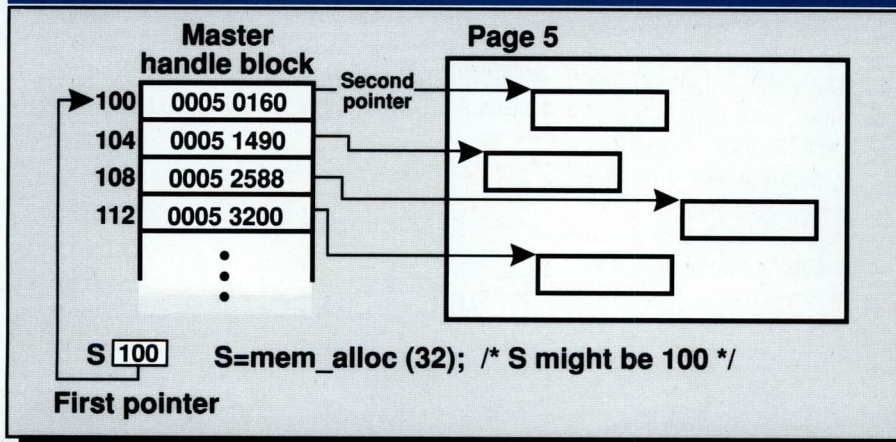 Master
handle block
Page 5
Second
pointer
100 0005 0160
104 0005 1490
108 0005 2588
112 0005 3200
S 100
S=mem_alloc (32); /* S might be 100 */
First pointer